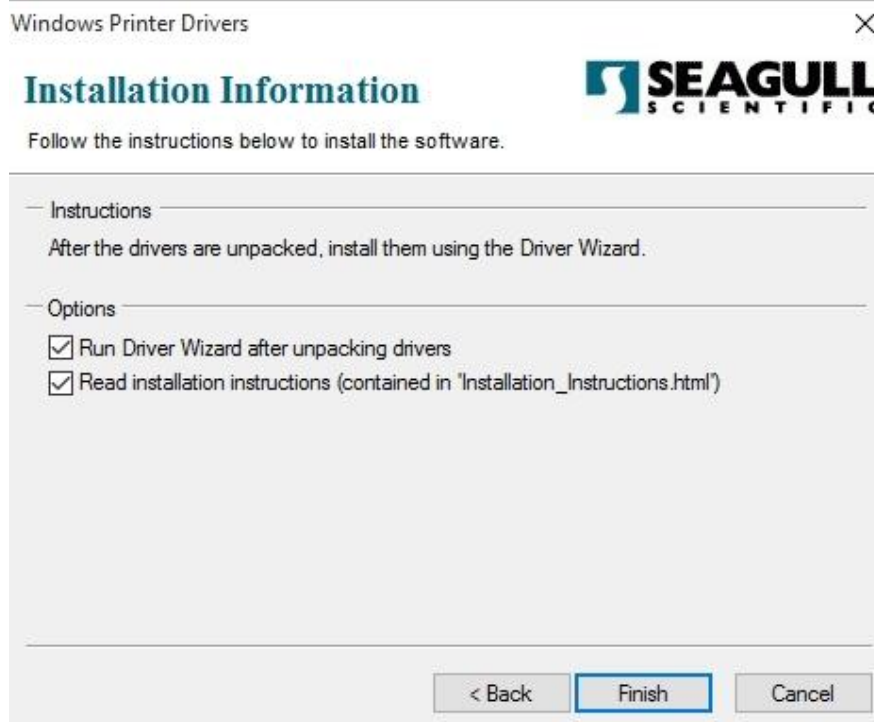 Windows Printer Drivers
Installation Information
SEAGULL
SCIENTIFIC
Follow the instructions below to install the software.
Instructions
After the drivers are unpacked, install them using the Driver Wizard.
Options
Run Driver Wizard after unpacking drivers
Read installation instructions (contained in "Installation_Instructions.html")
< Back
Finish
Cancel